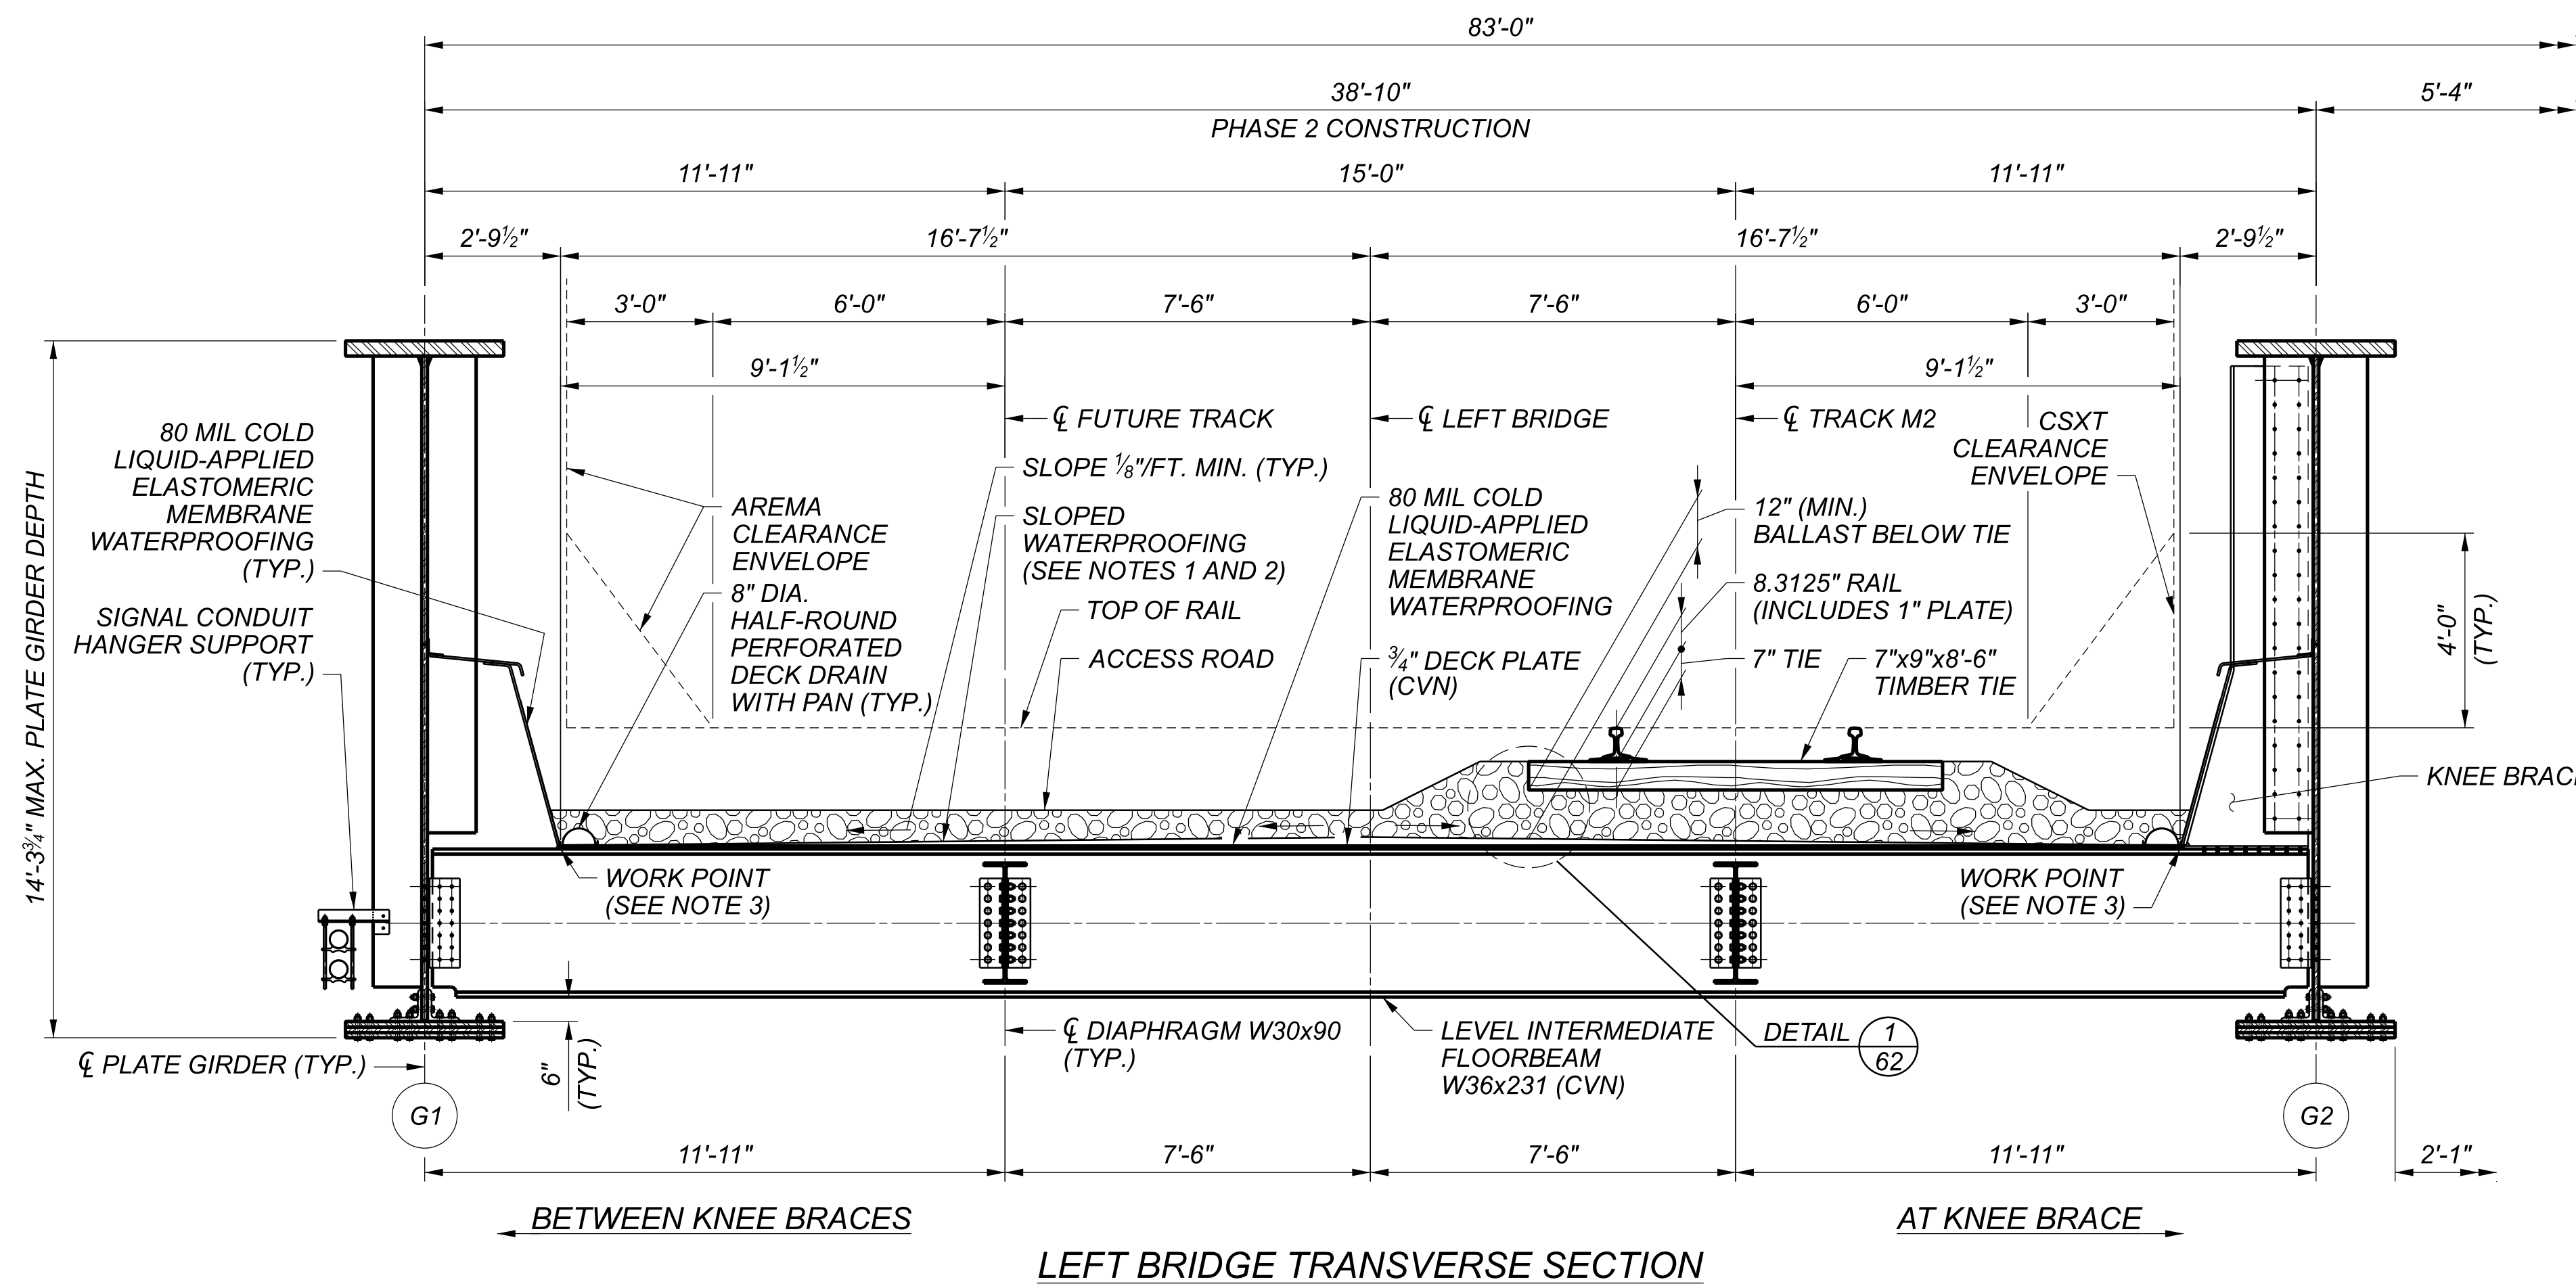 83'-0"
38'-10"
5'-4"
PHASE 2 CONSTRUCTION
11'-11"
15'-0"
11'-11"
2'-9½"
16'-7½"
16'-7½"
2'-9½"
3'-0"
6'-0"
7'-6"
7'-6"
6'-0"
3'-0"
9'-1½"
9'-1½"
℄ FUTURE TRACK
℄ LEFT BRIDGE
℄ TRACK M2
CSXT
CLEARANCE
ENVELOPE
14'-3¾" MAX. PLATE GIRDER DEPTH
80 MIL COLD
LIQUID-APPLIED
ELASTOMERIC
MEMBRANE
WATERPROOFING
(TYP.)
SIGNAL CONDUIT
HANGER SUPPORT
(TYP.)
AREMA
CLEARANCE
ENVELOPE
8" DIA.
HALF-ROUND
PERFORATED
DECK DRAIN
WITH PAN (TYP.)
SLOPE ⅛"/FT. MIN. (TYP.)
SLOPED
WATERPROOFING
(SEE NOTES 1 AND 2)
TOP OF RAIL
ACCESS ROAD
80 MIL COLD
LIQUID-APPLIED
ELASTOMERIC
MEMBRANE
WATERPROOFING
¾" DECK PLATE
(CVN)
12" (MIN.)
BALLAST BELOW TIE
8.3125" RAIL
(INCLUDES 1" PLATE)
7" TIE
7"x9"x8'-6"
TIMBER TIE
4'-0"
(TYP.)
KNEE BRAC
WORK POINT
(SEE NOTE 3)
WORK POINT
(SEE NOTE 3)
℄ PLATE GIRDER (TYP.)
6"
(TYP.)
℄ DIAPHRAGM W30x90
(TYP.)
LEVEL INTERMEDIATE
FLOORBEAM
W36x231 (CVN)
DETAIL 1
62
G1
G2
11'-11"
7'-6"
7'-6"
11'-11"
2'-1"
BETWEEN KNEE BRACES
AT KNEE BRACE
LEFT BRIDGE TRANSVERSE SECTION